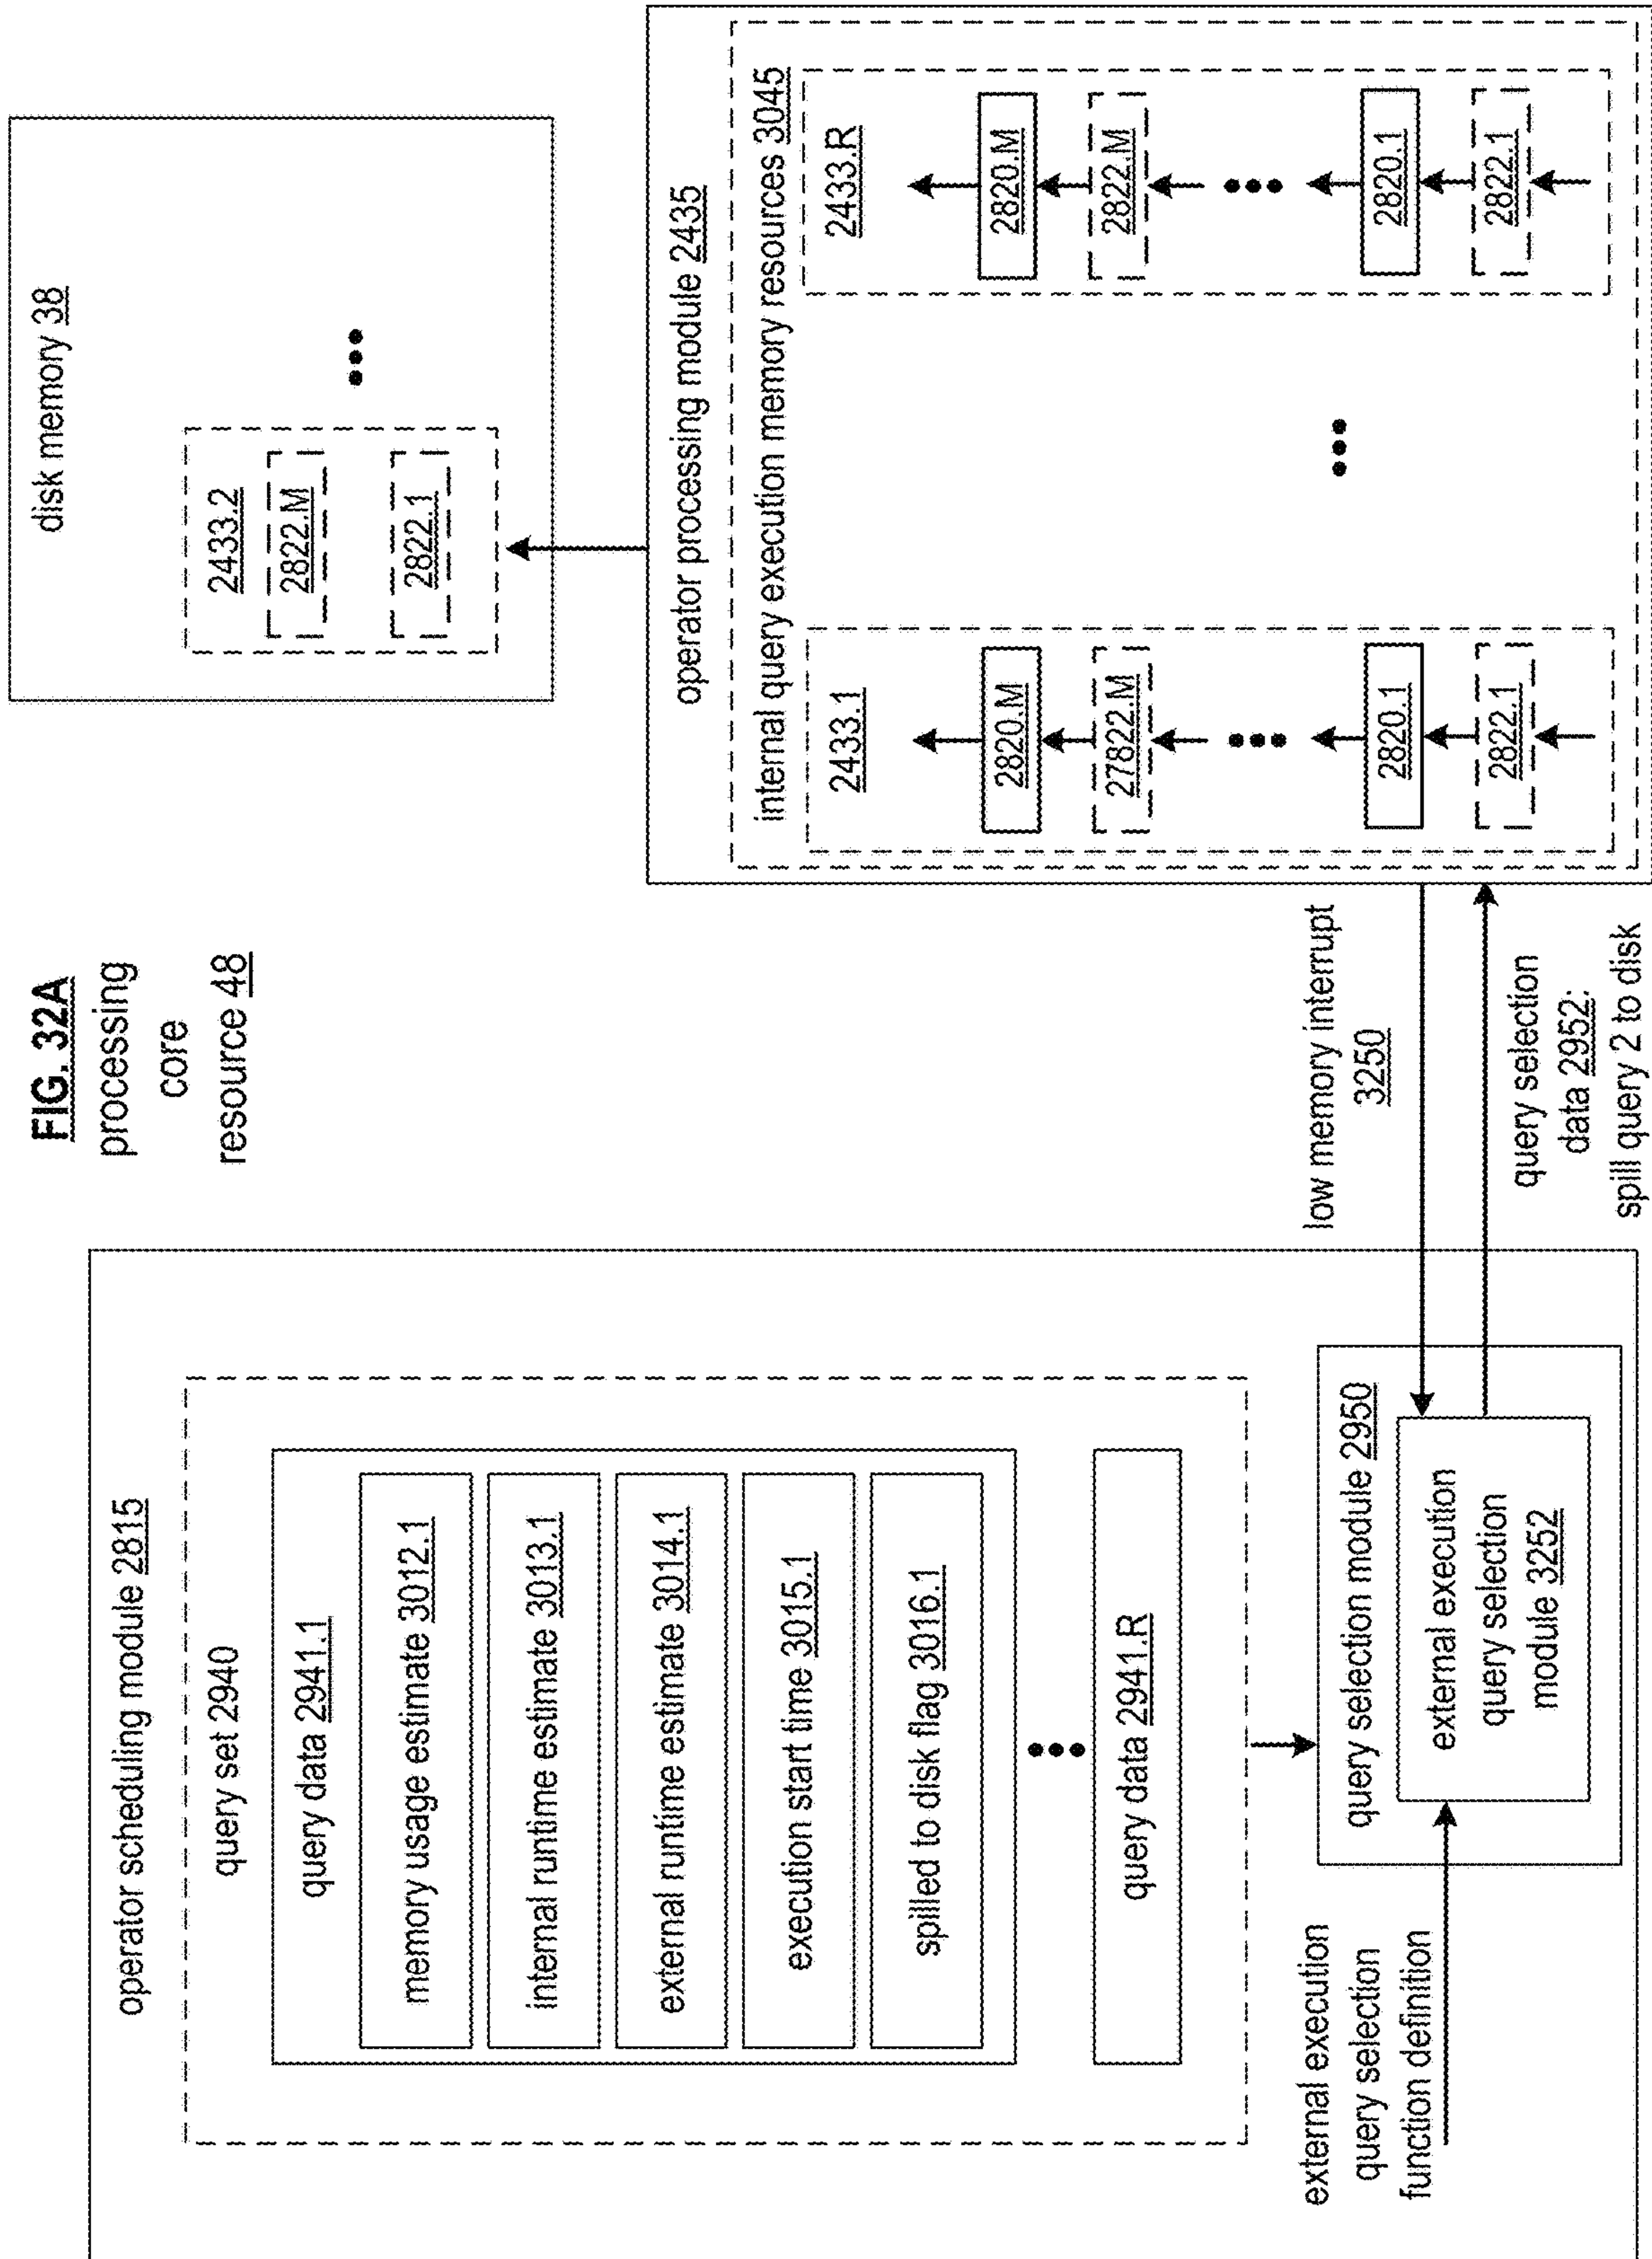 FIG. 32A
processing
core
resource 48
operator scheduling module 2815
query set 2940
query data 2941.1
memory usage estimate 3012.1
internal runtime estimate 3013.1
external runtime estimate 3014.1
execution start time 3015.1
spilled to disk flag 3016.1
query data 2941.R
external execution
query selection
function definition
query selection module 2950
external execution
query selection
module 3252
low memory interrupt
3250
query selection
data 2952:
spill query 2 to disk
disk memory 38
2433.2
2822.M
2822.1
operator processing module 2435
internal query execution memory resources 3045
2433.1
2820.M
27822.M
2820.1
2822.1
2433.R
2820.M
2822.M
2820.1
2822.1